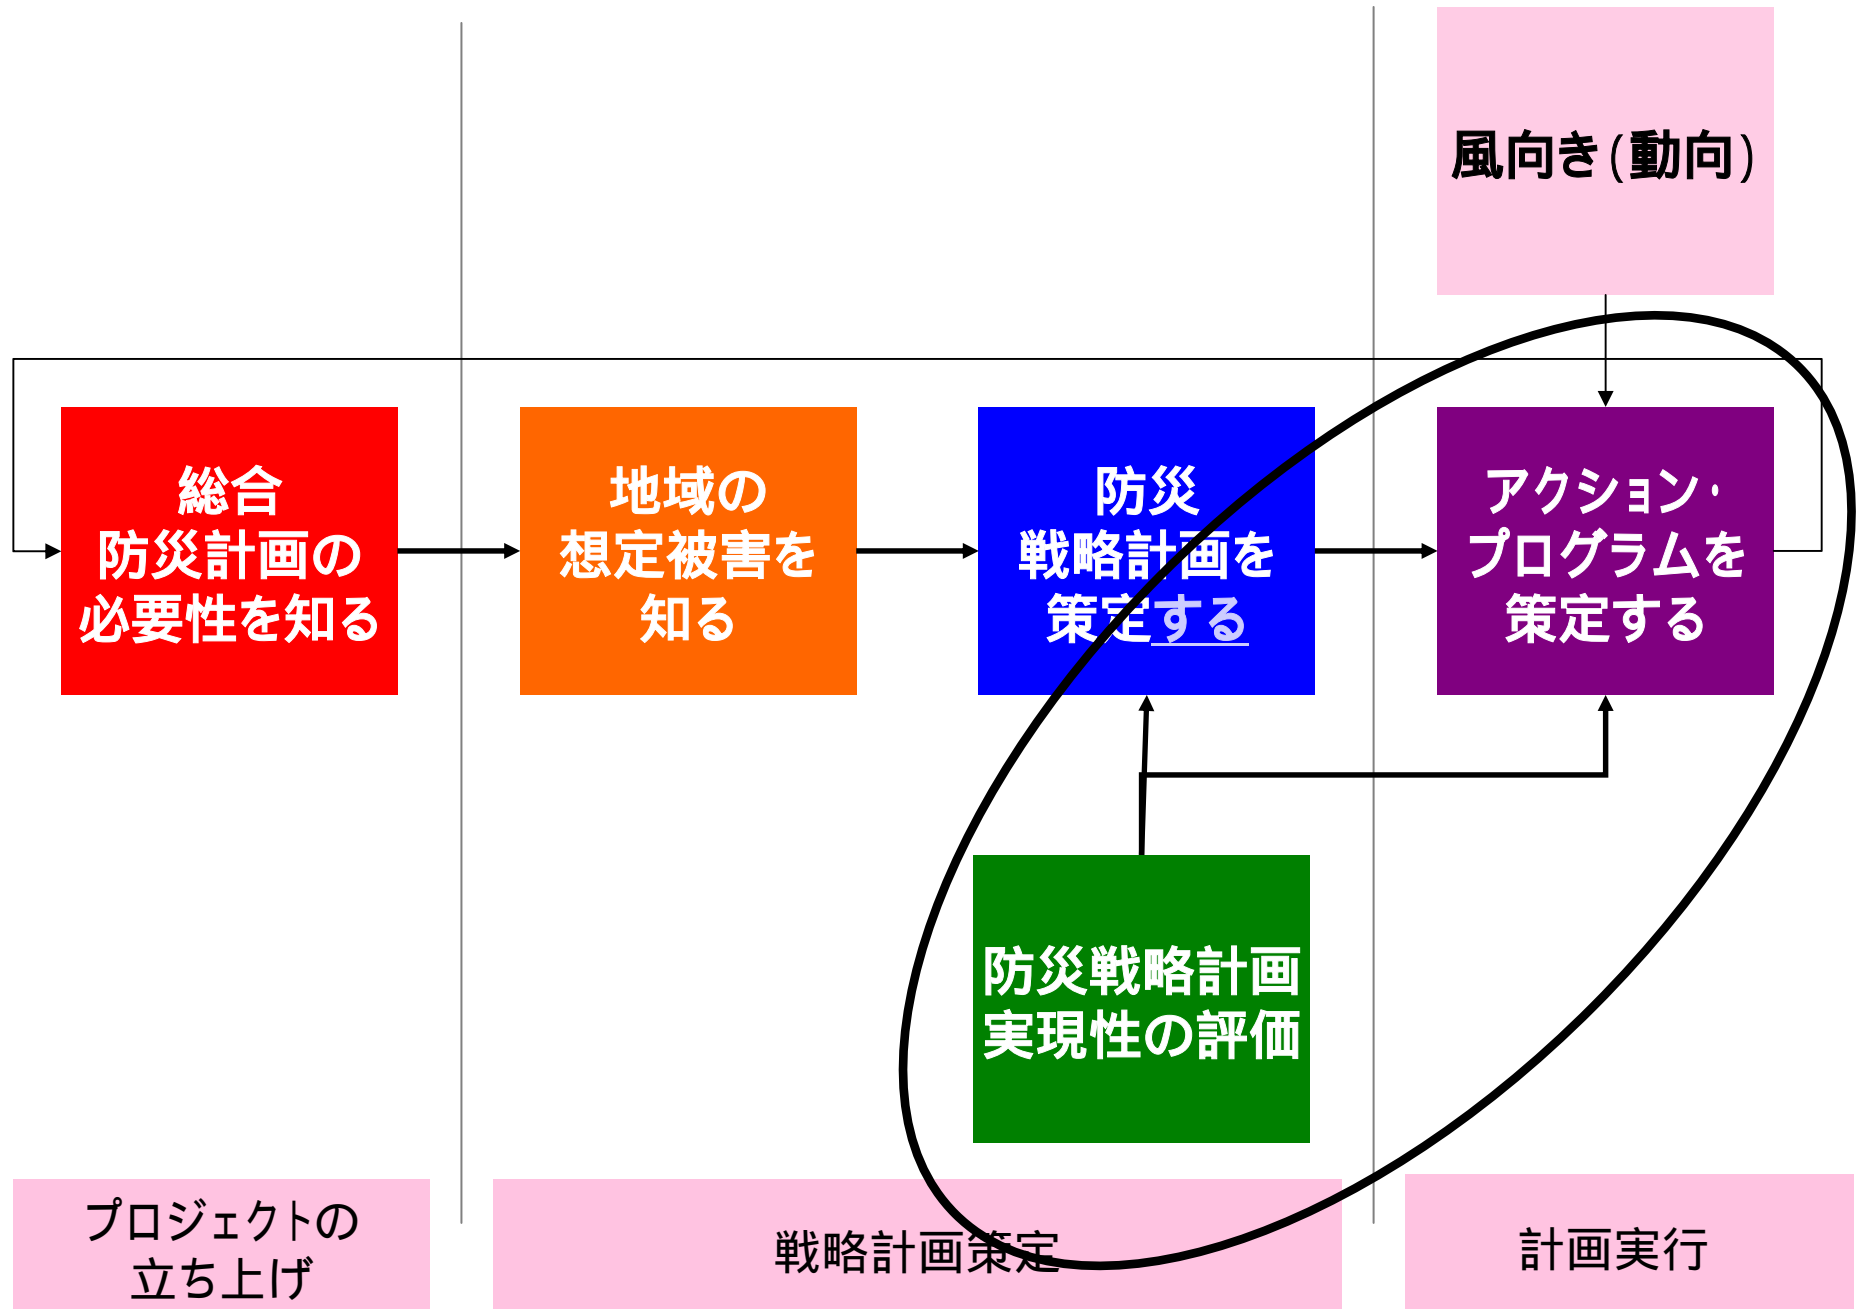 風向き(動向)
総合
防災計画の
必要性を知る
地域の
想定被害を
知る
防災
戦略計画を
策定する
アクション・
プログラムを
策定する
防災戦略計画
実現性の評価
プロジェクトの
立ち上げ
戦略計画策定
計画実行